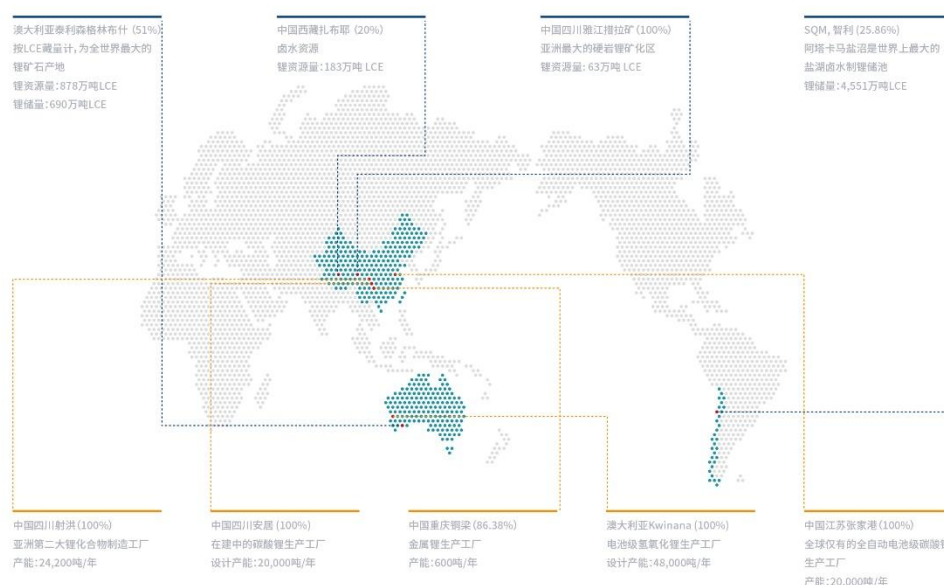 澳大利亚泰利森格林布什 (51%)
按LCE藏量计，为全世界最大的
锂矿石产地
锂资源量：878万吨LCE
锂储量：690万吨LCE
中国西藏扎布耶 (20%)
卤水资源
锂资源量：183万吨 LCE
中国四川雅江措拉矿 (100%)
亚洲最大的硬岩锂矿化区
锂资源量: 63万吨 LCE
SQM, 智利 (25.86%)
阿塔卡马盐沼是世界上最大的
盐湖卤水制锂储池
锂储量：4,551万吨LCE
中国四川射洪 (100%)
亚洲第二大锂化合物制造工厂
产能：24,200吨/年
中国四川安居 (100%)
在建中的碳酸锂生产工厂
设计产能：20,000吨/年
中国重庆铜梁 (86.38%)
金属锂生产工厂
产能：600吨/年
澳大利亚Kwinana (100%)
电池级氢氧化锂生产工厂
设计产能：48,000吨/年
中国江苏张家港 (100%)
全球仅有的全自动电池级碳酸锂
生产工厂
产能：20,000吨/年